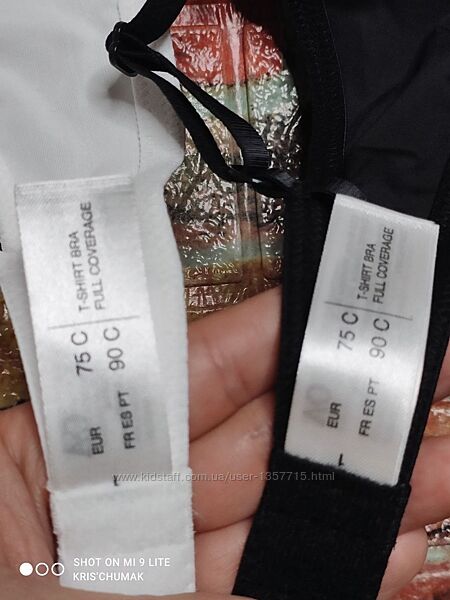 EUR 75 C T-SHIRT BRA
FR ES PT 90 C FULL COVERAGE
EUR 75 C T-SHIRT BRA
FR ES PT 90 C FULL COVERAGE
www.kidstaff.com.ua/user-1357715.html
SHOT ON MI 9 LITE
KRIS'CHUMAK